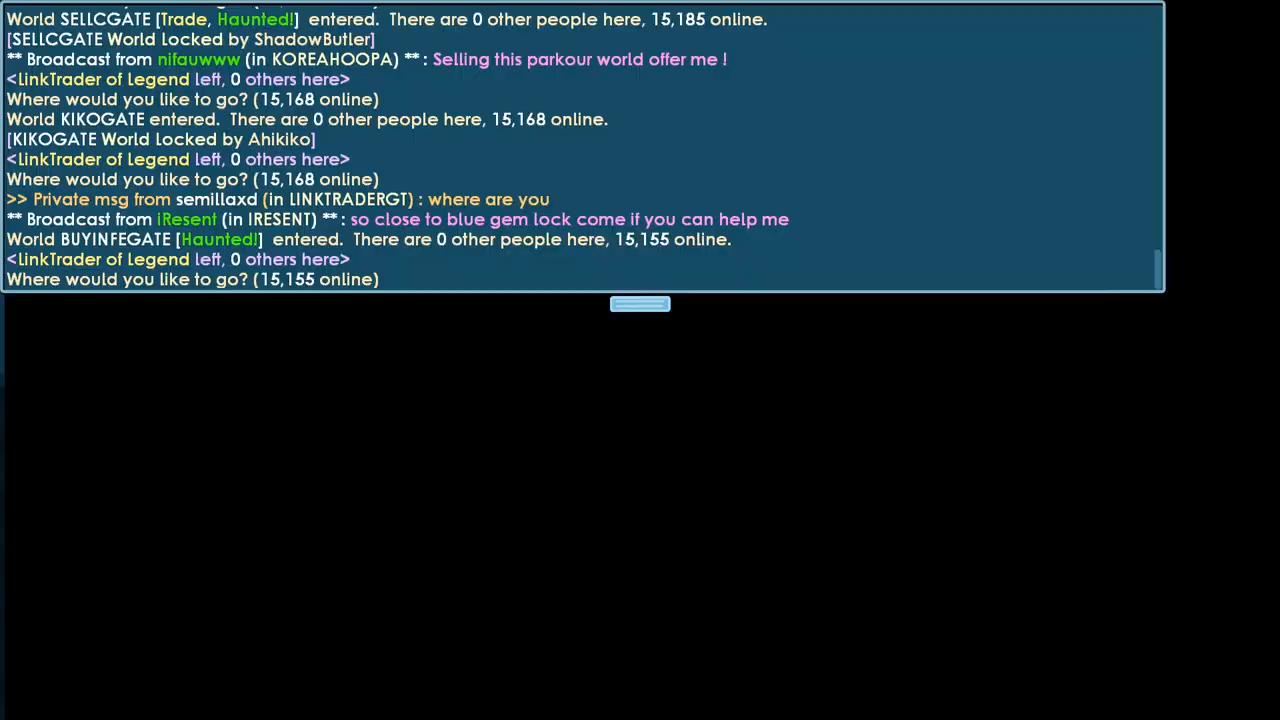 World SELLCGATE [Trade, Haunted!]  entered.  There are 0 other people here, 15,185 online.
[SELLCGATE World Locked by ShadowButler]
** Broadcast from nifauwww (in KOREAHOOPA) ** : Selling this parkour world offer me !
<LinkTrader of Legend left, 0 others here>
Where would you like to go? (15,168 online)
World KIKOGATE entered.  There are 0 other people here, 15,168 online.
[KIKOGATE World Locked by Ahikiko]
<LinkTrader of Legend left, 0 others here>
Where would you like to go? (15,168 online)
>> Private msg from semillaxd (in LINKTRADERGT) : where are you
** Broadcast from iResent (in IRESENT) ** : so close to blue gem lock come if you can help me
World BUYINFEGATE [Haunted!]  entered.  There are 0 other people here, 15,155 online.
<LinkTrader of Legend left, 0 others here>
Where would you like to go? (15,155 online)